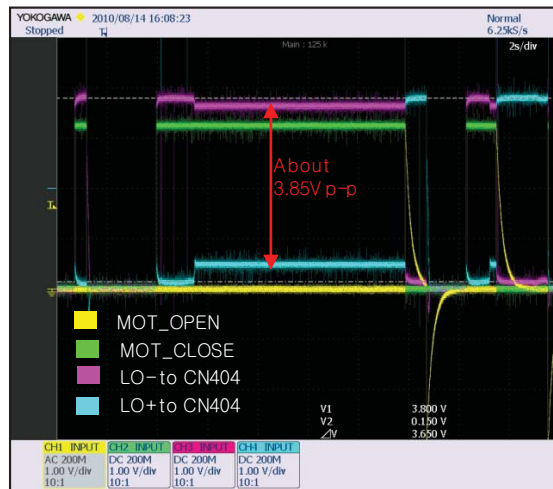 YOKOGAWA 2010/08/14 16:08:23
Normal
Stopped
6.25kS/s
Main : 125 k
2s/div
About
3.85V p-p
MOT_OPEN
MOT_CLOSE
LO- to CN404
LO+ to CN404
V1 3.800 V
V2 0.150 V
⊿V 3.650 V
CH1 INPUT
AC 200M
1.00 V/div
10:1
CH2 INPUT
DC 200M
1.00 V/div
10:1
CH3 INPUT
DC 200M
1.00 V/div
10:1
CH4 INPUT
DC 200M
1.00 V/div
10:1